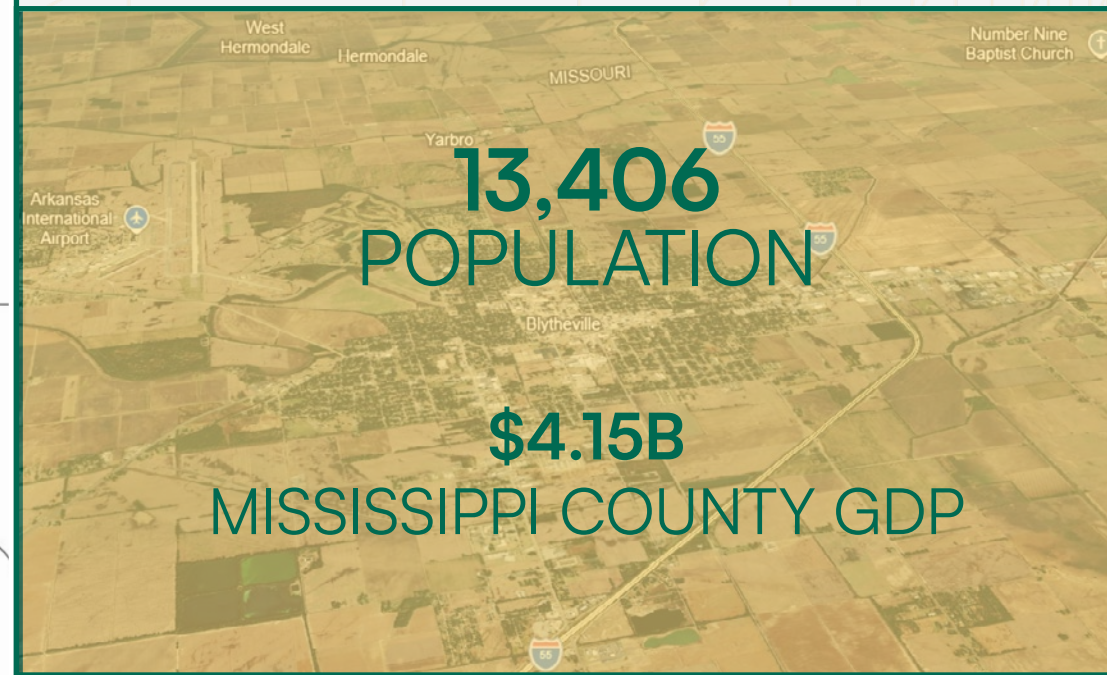 West
Hermondale
Hermondale
MISSOURI
Number Nine
Baptist Church
Yarbro
55
13,406
POPULATION
Arkansas
International
Airport
55
Blytheville
$4.15B
MISSISSIPPI COUNTY GDP
55